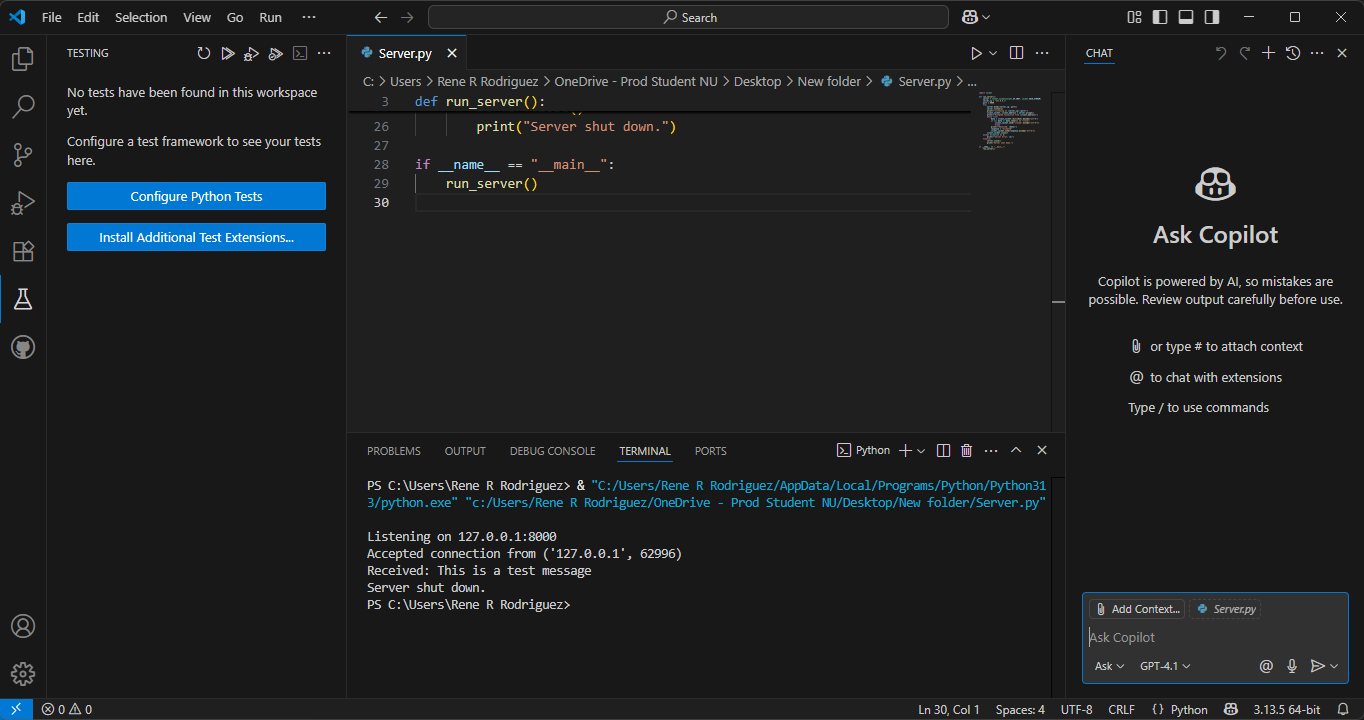 File Edit Selection View Go Run ···
Search
TESTING
No tests have been found in this workspace
yet.
Configure a test framework to see your tests
here.
Configure Python Tests
Install Additional Test Extensions...
Server.py
C: > Users > Rene R Rodriguez > OneDrive - Prod Student NU > Desktop > New folder > Server.py > ...
3 def run_server():
26 print("Server shut down.")
27
28 if __name__ == "__main__":
29 run_server()
30
PROBLEMS OUTPUT DEBUG CONSOLE TERMINAL PORTS
Python
PS C:\Users\Rene R Rodriguez> & "C:/Users/Rene R Rodriguez/AppData/Local/Programs/Python/Python31
3/python.exe" "c:/Users/Rene R Rodriguez/OneDrive - Prod Student NU/Desktop/New folder/Server.py"
Listening on 127.0.0.1:8000
Accepted connection from ('127.0.0.1', 62996)
Received: This is a test message
Server shut down.
PS C:\Users\Rene R Rodriguez>
CHAT
Ask Copilot
Copilot is powered by AI, so mistakes are
possible. Review output carefully before use.
or type # to attach context
@ to chat with extensions
Type / to use commands
Add Context... Server.py
Ask Copilot
Ask GPT-4.1 @
0 0
Ln 30, Col 1 Spaces: 4 UTF-8 CRLF {} Python 3.13.5 64-bit